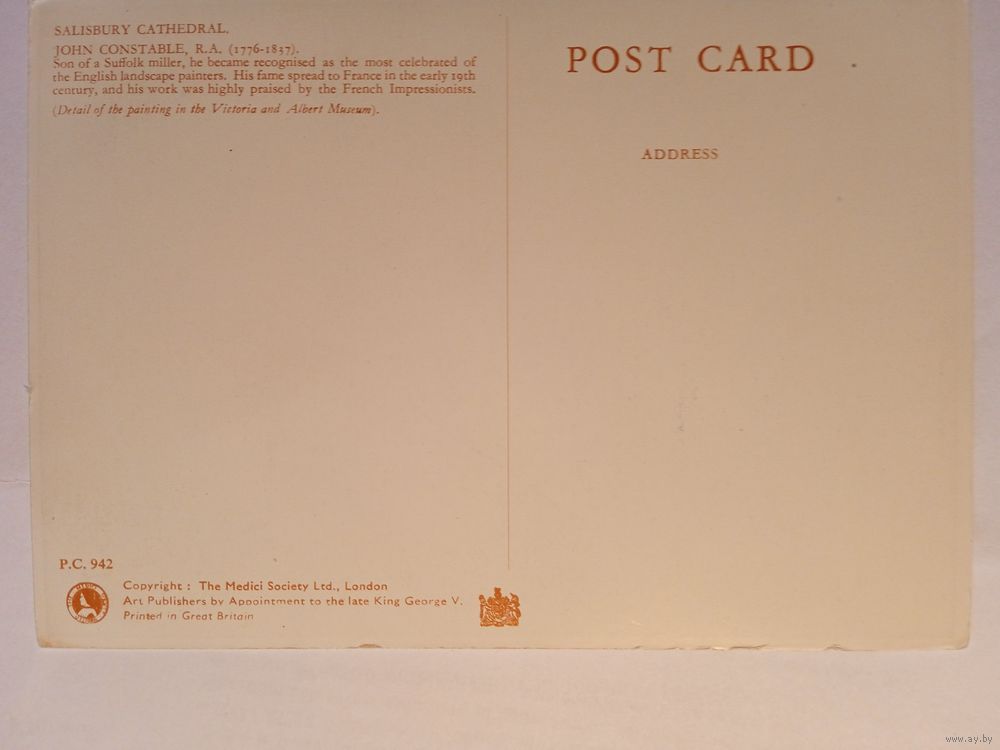 SALISBURY CATHEDRAL.
JOHN CONSTABLE, R.A. (1776-1837).
Son of a Suffolk miller, he became recognised as the most celebrated of
the English landscape painters. His fame spread to France in the early 19th
century, and his work was highly praised by the French Impressionists.
(Detail of the painting in the Victoria and Albert Museum).
POST CARD
ADDRESS
P.C. 942
Copyright : The Medici Society Ltd., London
Art Publishers by Appointment to the late King George V.
Printed in Great Britain
www.ay.by